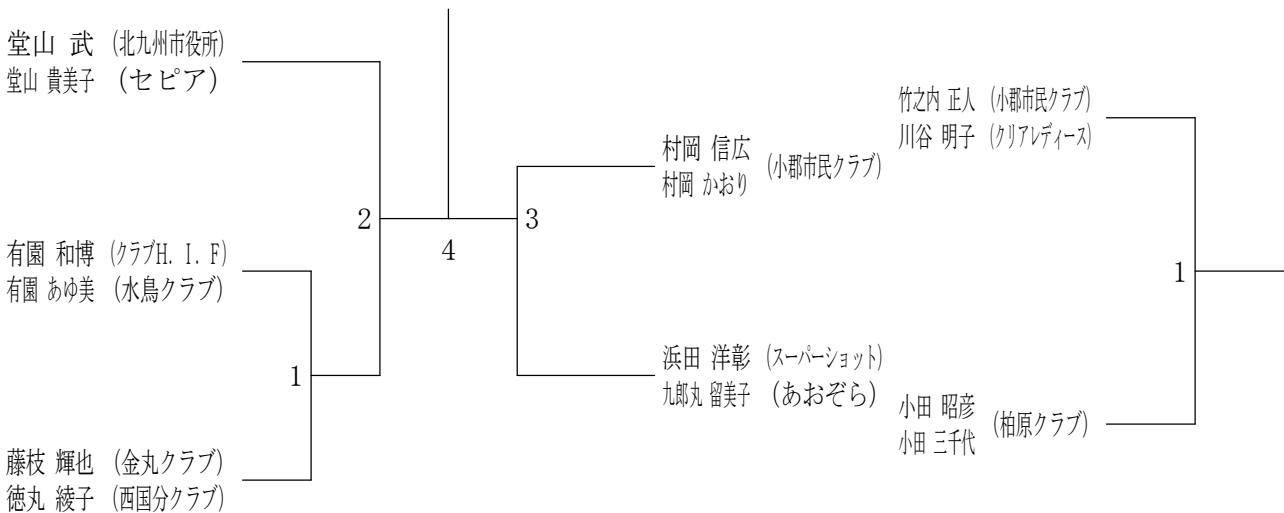 堂山 武 (北九州市役所)
堂山 貴美子 (セピア)
有園 和博 (クラブH. I. F)
有園 あゆ美 (水鳥クラブ)
藤枝 輝也 (金丸クラブ)
徳丸 綾子 (西国分クラブ)
1
2
4
3
村岡 信広
村岡 かおり
(小郡市民クラブ)
浜田 洋彰 (スーパーショット)
九郎丸 留美子 (あおぞら)
竹之内 正人 (小郡市民クラブ)
川谷 明子 (クリアレディース)
小田 昭彦
小田 三千代
(柏原クラブ)
1